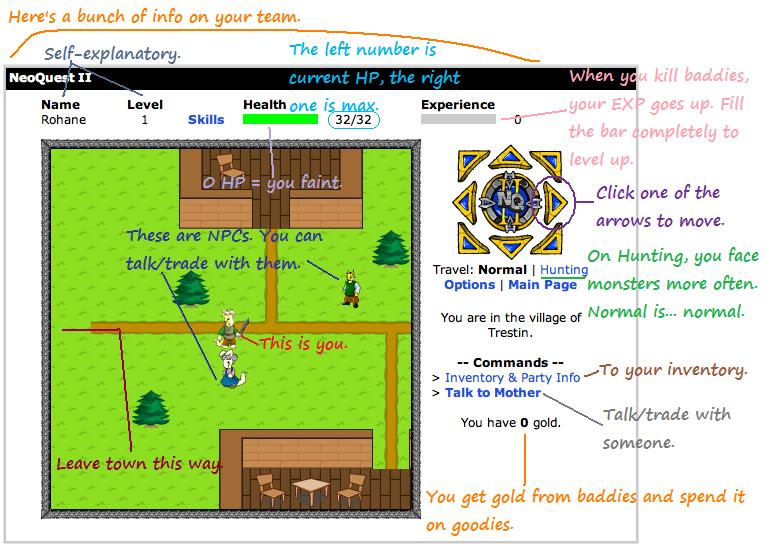 Here's a bunch of info on your team.
Self-explanatory.
The left number is
current HP, the right
one is max.
NeoQuest II
When you kill baddies,
your EXP goes up. Fill
the bar completely to
level up.
Name Level Health Experience
Rohane 1 Skills 32/32 0
0 HP = you faint.
NQ
Click one of the
arrows to move.
These are NPCs. You can
talk/trade with them.
On Hunting, you face
monsters more often.
Normal is... normal.
Travel: Normal | Hunting
Options | Main Page
You are in the village of
Trestin.
This is you.
-- Commands --
> Inventory & Party Info
To your inventory.
> Talk to Mother
Talk/trade with
someone.
You have 0 gold.
Leave town this way.
You get gold from baddies and spend it
on goodies.